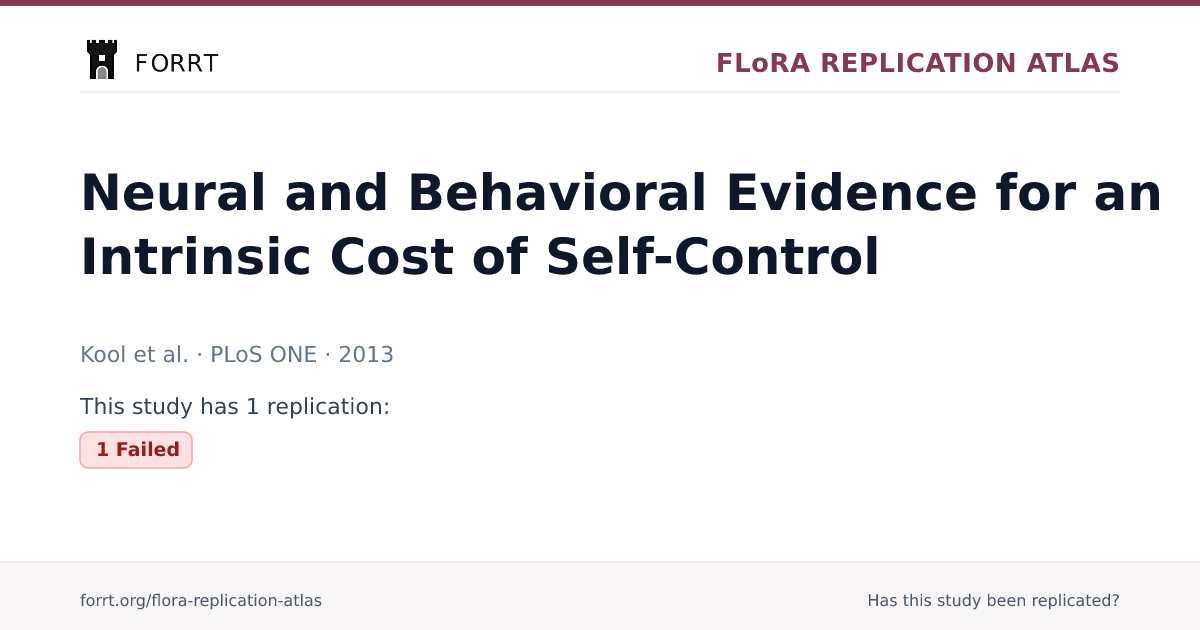 FORRT
FLoRA REPLICATION ATLAS
Neural and Behavioral Evidence for an
Intrinsic Cost of Self-Control
Kool et al. · PLoS ONE · 2013
This study has 1 replication:
1 Failed
forrt.org/flora-replication-atlas
Has this study been replicated?